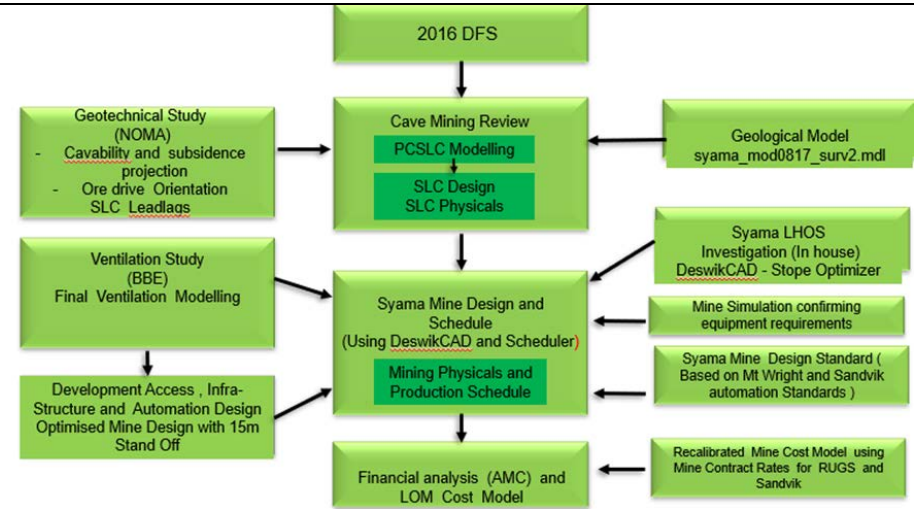 2016 DFS
Geotechnical Study
(NOMA)
- Cavability and subsidence
projection
- Ore drive Orientation
SLC Leadlags
Cave Mining Review
PCSLC Modelling
SLC Design
SLC Physicals
Geological Model
syama_mod0817_surv2.mdl
Ventilation Study
(BBE)
Final Ventilation Modelling
Syama LHOS
Investigation (In house)
DeswikCAD - Stope Optimizer
Syama Mine Design and
Schedule
(Using DeswikCAD and Scheduler)
Mining Physicals and
Production Schedule
Mine Simulation confirming
equipment requirements
Syama Mine Design Standard (
Based on Mt Wright and Sandvik
automation Standards )
Development Access , Infra-
Structure and Automation Design
Optimised Mine Design with 15m
Stand Off
Financial analysis (AMC) and
LOM Cost Model
Recalibrated Mine Cost Model using
Mine Contract Rates for RUGS and
Sandvik